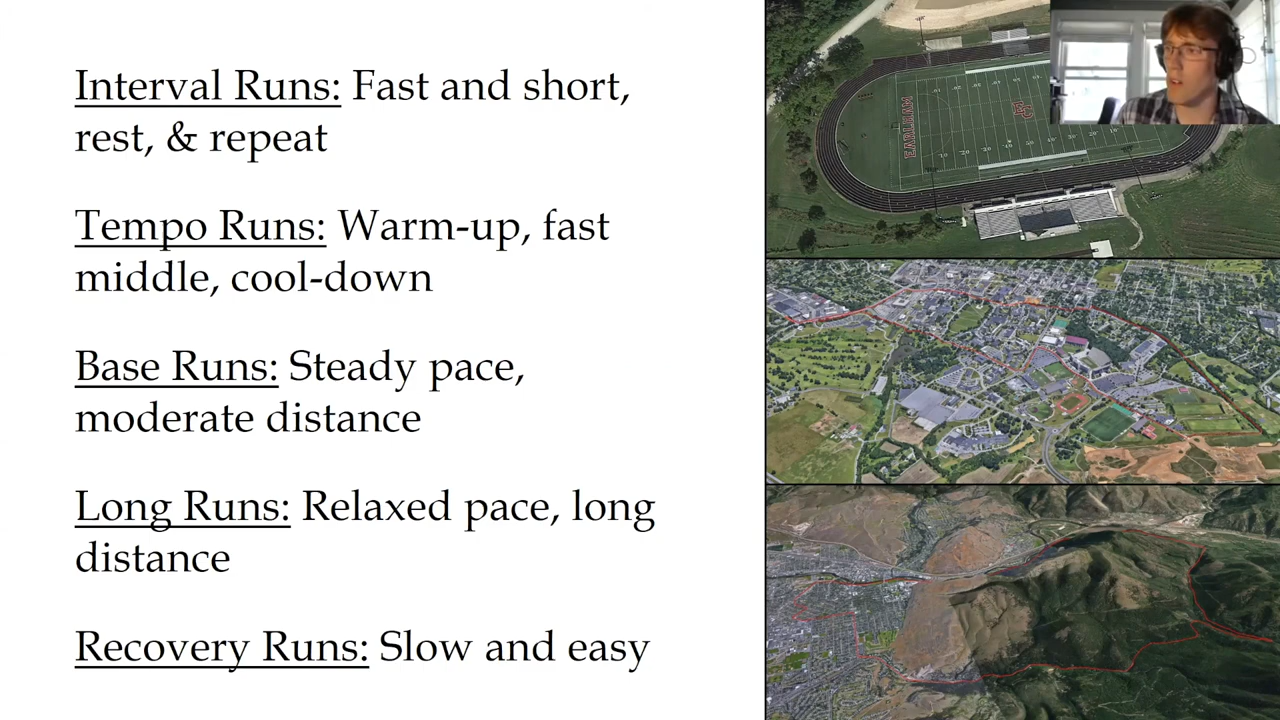 Interval Runs: Fast and short,
rest, & repeat
Tempo Runs: Warm-up, fast
middle, cool-down
Base Runs: Steady pace,
moderate distance
Long Runs: Relaxed pace, long
distance
Recovery Runs: Slow and easy
EARLHAM